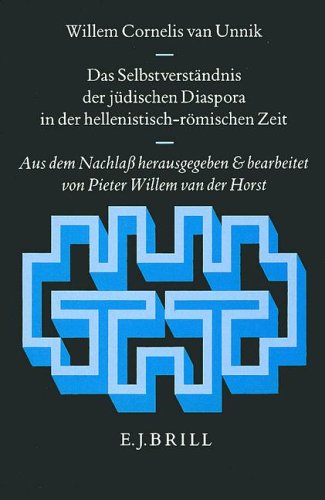 Willem Cornelis van Unnik
Das Selbstverständnis
der jüdischen Diaspora
in der hellenistisch-römischen Zeit
Aus dem Nachlaß herausgegeben & bearbeitet
von Pieter Willem van der Horst
E.J.BRILL